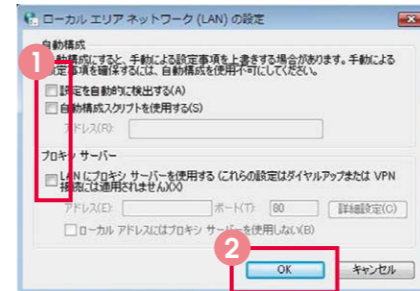 ローカル エリア ネットワーク (LAN) の設定
自動構成
自動構成にすると、手動による設定事項を上書きする場合があります。手動による
設定事項を確保するには、自動構成を使用不可にしてください。
1
設定を自動的に検出する(A)
自動構成スクリプトを使用する(S)
アドレス(R):
プロキシ サーバー
LAN にプロキシ サーバーを使用する (これらの設定はダイヤルアップまたは VPN
接続には適用されません)(X)
アドレス(E): ポート(T): 80 詳細設定(C)
ローカル アドレスにはプロキシ サーバーを使用しない(B)
2
OK キャンセル